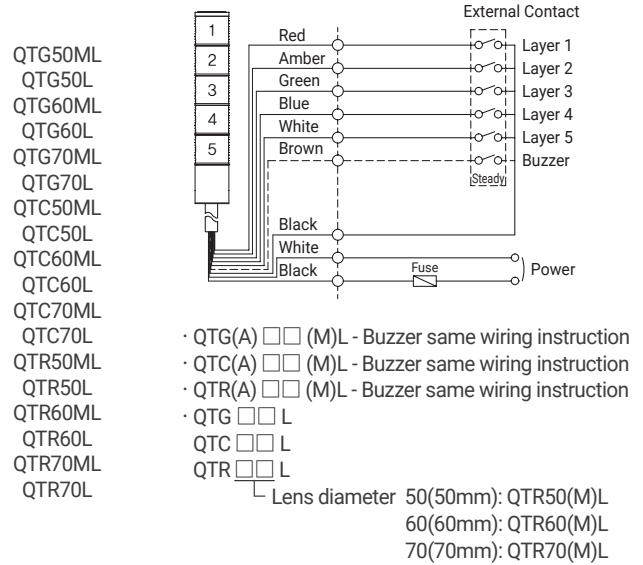 QTG50ML
QTG50L
QTG60ML
QTG60L
QTG70ML
QTG70L
QTC50ML
QTC50L
QTC60ML
QTC60L
QTC70ML
QTC70L
QTR50ML
QTR50L
QTR60ML
QTR60L
QTR70ML
QTR70L
1
2
3
4
5
External Contact
Red
Layer 1
Amber
Layer 2
Green
Layer 3
Blue
Layer 4
White
Layer 5
Brown
Buzzer
Steady
Black
White
Black
Fuse
Power
· QTG(A) □□ (M)L - Buzzer same wiring instruction
· QTC(A) □□ (M)L - Buzzer same wiring instruction
· QTR(A) □□ (M)L - Buzzer same wiring instruction
· QTG □□ L
QTC □□ L
QTR □□ L
Lens diameter 50(50mm): QTR50(M)L
60(60mm): QTR60(M)L
70(70mm): QTR70(M)L